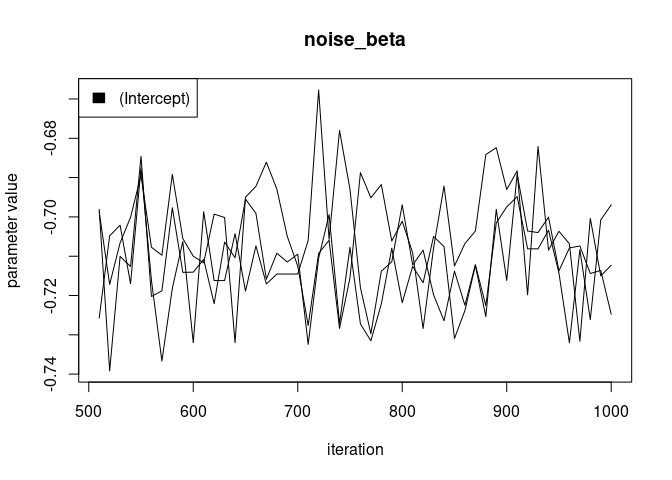 noise_beta
(Intercept)
-0.68
-0.70
-0.72
-0.74
parameter value
500 600 700 800 900 1000
iteration